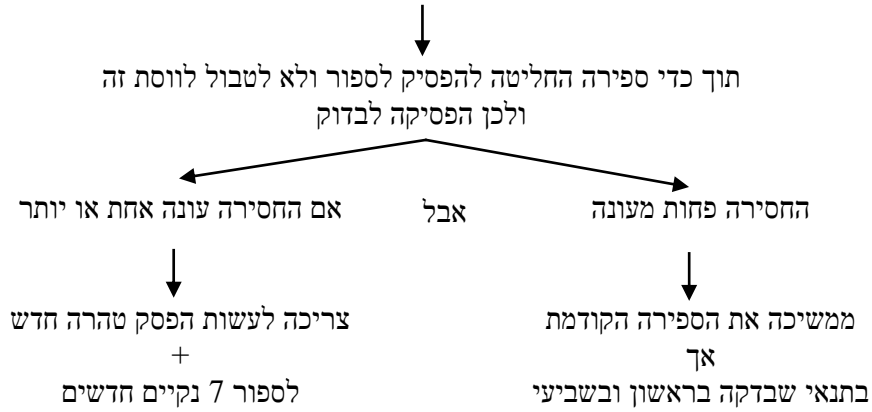 תוך כדי ספירה החליטה להפסיק לספור ולא לטבול לווסת זה
ולכן הפסיקה לבדוק
החסירה פחות מעונה
אבל
אם החסירה עונה אחת או יותר
ממשיכה את הספירה הקודמת
אך
בתנאי שבדקה בראשון ובשביעי
צריכה לעשות הפסק טהרה חדש
+
לספור 7 נקיים חדשים